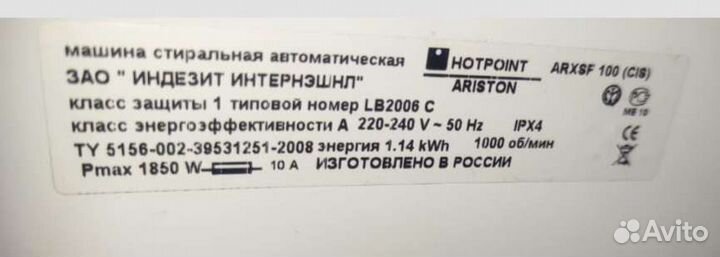 машина стиральная автоматическая
ЗАО " ИНДЕЗИТ ИНТЕРНЭШНЛ"
класс защиты 1 типовой номер LB2006 C
класс энергоэффективности A 220-240 V ~ 50 Hz IPX4
ТУ 5156-002-39531251-2008 энергия 1.14 kWh 1000 об/мин
Pmax 1850 W 10 A ИЗГОТОВЛЕНО В РОССИИ
HOTPOINT
ARISTON
ARXSF 100 (CIS)
МЕ 10
CE
Avito